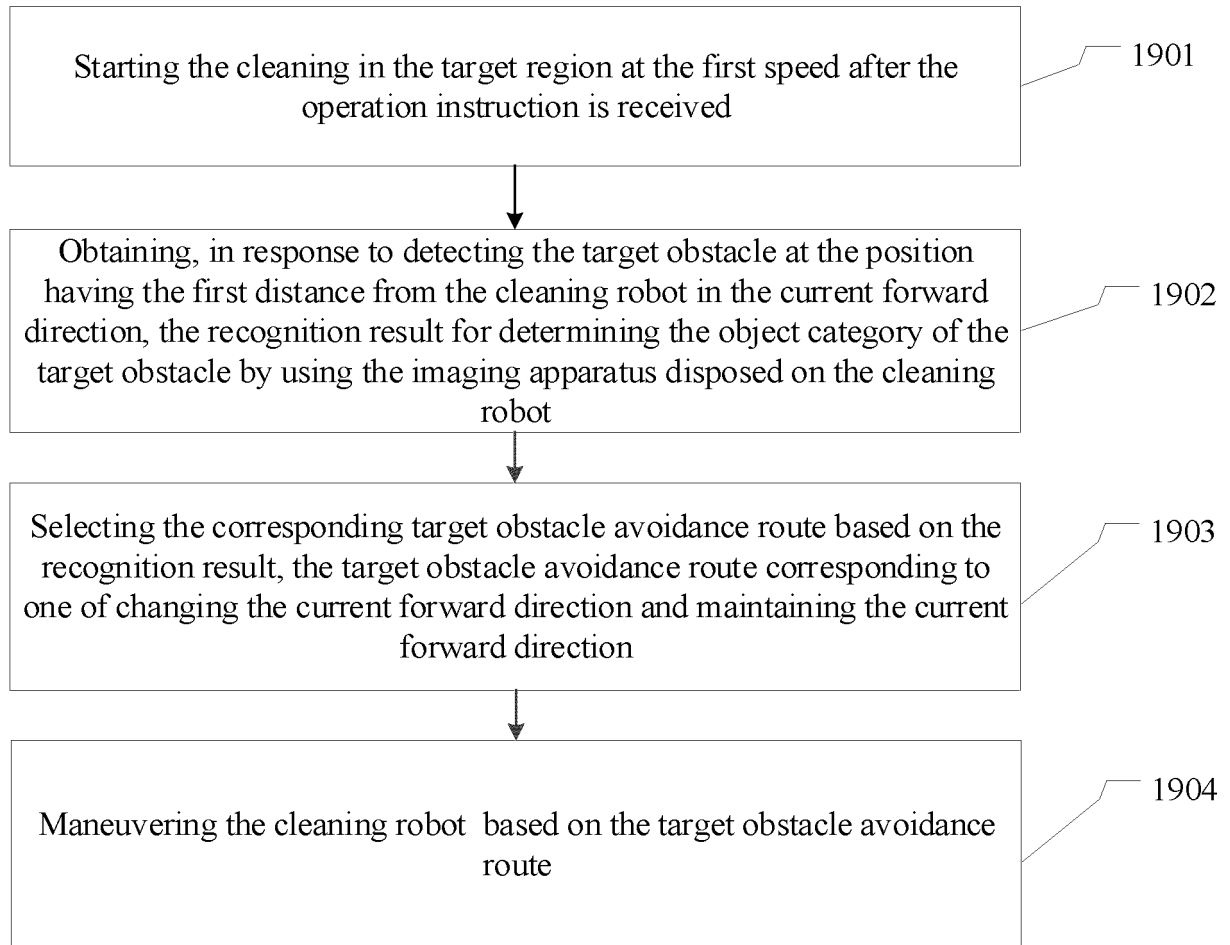 Starting the cleaning in the target region at the first speed after the
operation instruction is received
1901
Obtaining, in response to detecting the target obstacle at the position
having the first distance from the cleaning robot in the current forward
direction, the recognition result for determining the object category of the
target obstacle by using the imaging apparatus disposed on the cleaning
robot
1902
Selecting the corresponding target obstacle avoidance route based on the
recognition result, the target obstacle avoidance route corresponding to
one of changing the current forward direction and maintaining the current
forward direction
1903
Maneuvering the cleaning robot based on the target obstacle avoidance
route
1904